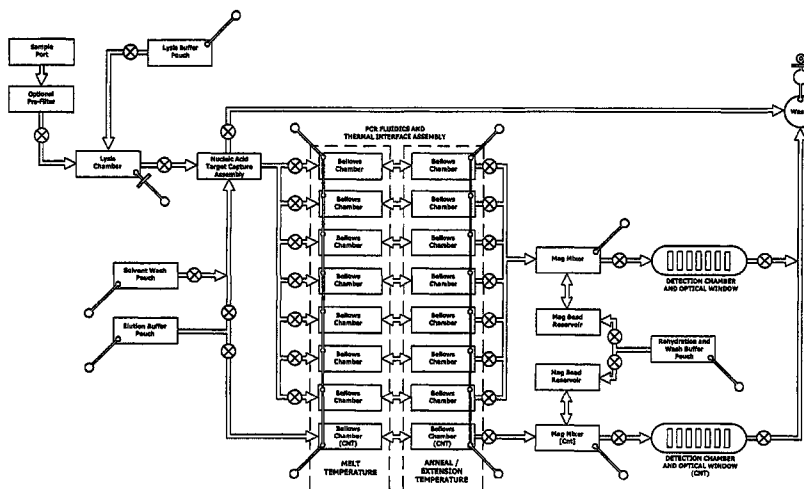 Sample
Port
Optional
Pre-Filter
Lysis Buffer
Pouch
Lysis
Chamber
Nucleic Acid
Target Capture
Assembly
Solvent Wash
Pouch
Elution Buffer
Pouch
PCR FLUIDICS AND
THERMAL INTERFACE ASSEMBLY
Bellows
Chamber
Bellows
Chamber
Bellows
Chamber
Bellows
Chamber
Bellows
Chamber
Bellows
Chamber
Bellows
Chamber
Bellows
Chamber
Bellows
Chamber
Bellows
Chamber
Bellows
Chamber
Bellows
Chamber
Bellows
Chamber
Bellows
Chamber
Bellows
Chamber
(CNT)
Bellows
Chamber
(CNT)
MELT
TEMPERATURE
ANNEAL /
EXTENSION
TEMPERATURE
Mag Mixer
Mag Bead
Reservoir
Mag Bead
Reservoir
Mag Mixer
(Cnt)
Rehydration and
Wash Buffer
Pouch
DETECTION CHAMBER
AND OPTICAL WINDOW
DETECTION CHAMBER
AND OPTICAL WINDOW
(CNT)